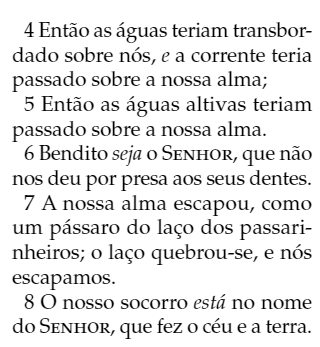 4 Então as águas teriam transbor-
dado sobre nós, e a corrente teria
passado sobre a nossa alma;
5 Então as águas altivas teriam
passado sobre a nossa alma.
6 Bendito seja o SENHOR, que não
nos deu por presa aos seus dentes.
7 A nossa alma escapou, como
um pássaro do laço dos passari-
nheiros; o laço quebrou-se, e nós
escapamos.
8 O nosso socorro está no nome
do SENHOR, que fez o céu e a terra.